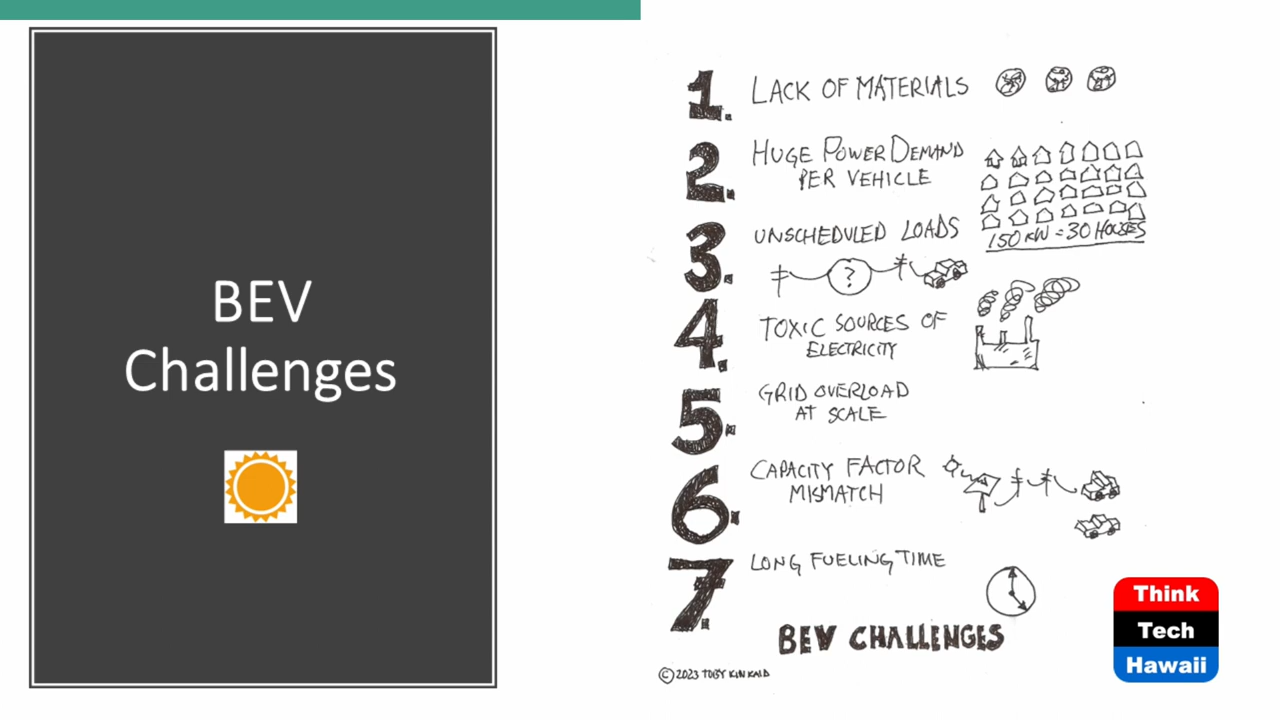 BEV
Challenges
1. LACK OF MATERIALS
2. HUGE POWER DEMAND
PER VEHICLE
150 KW = 30 HOUSES
3. UNSCHEDULED LOADS
?
4. TOXIC SOURCES OF
ELECTRICITY
5. GRID OVERLOAD
AT SCALE
6. CAPACITY FACTOR
MISMATCH
7. LONG FUELING TIME
BEV CHALLENGES
© 2023 TOBY KINKAID
Think
Tech
Hawaii